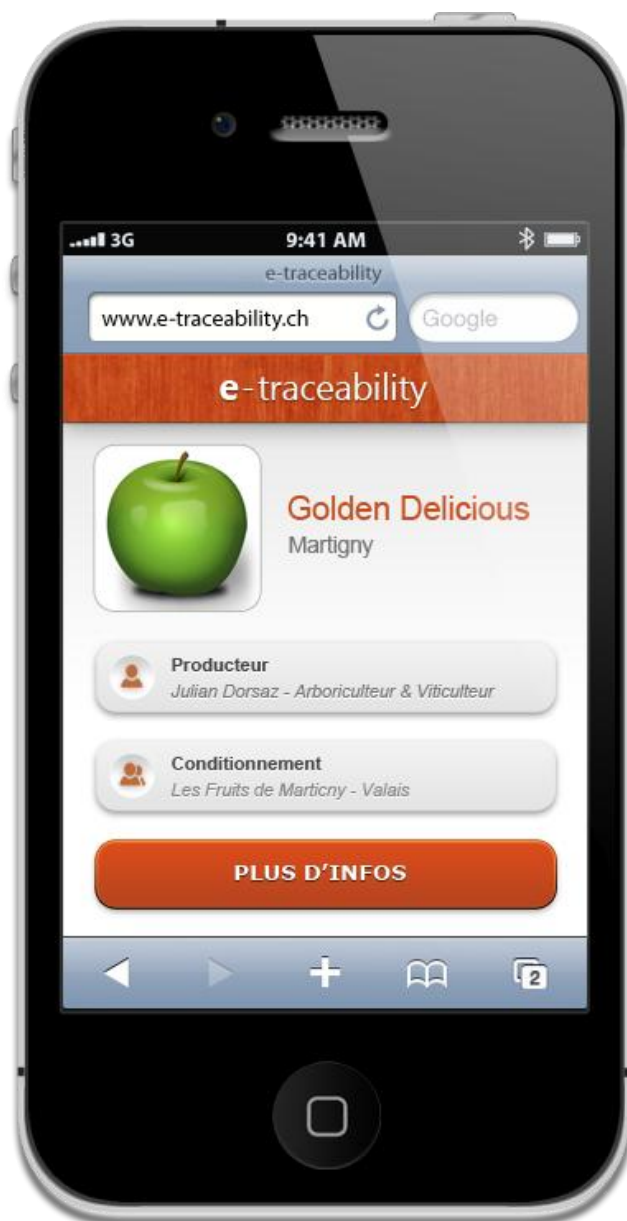 3G 9:41 AM
e-traceability
www.e-traceability.ch Google
e-traceability
Golden Delicious
Martigny
Producteur
Julian Dorsaz - Arboriculteur & Viticulteur
Conditionnement
Les Fruits de Marticny - Valais
PLUS D'INFOS
2